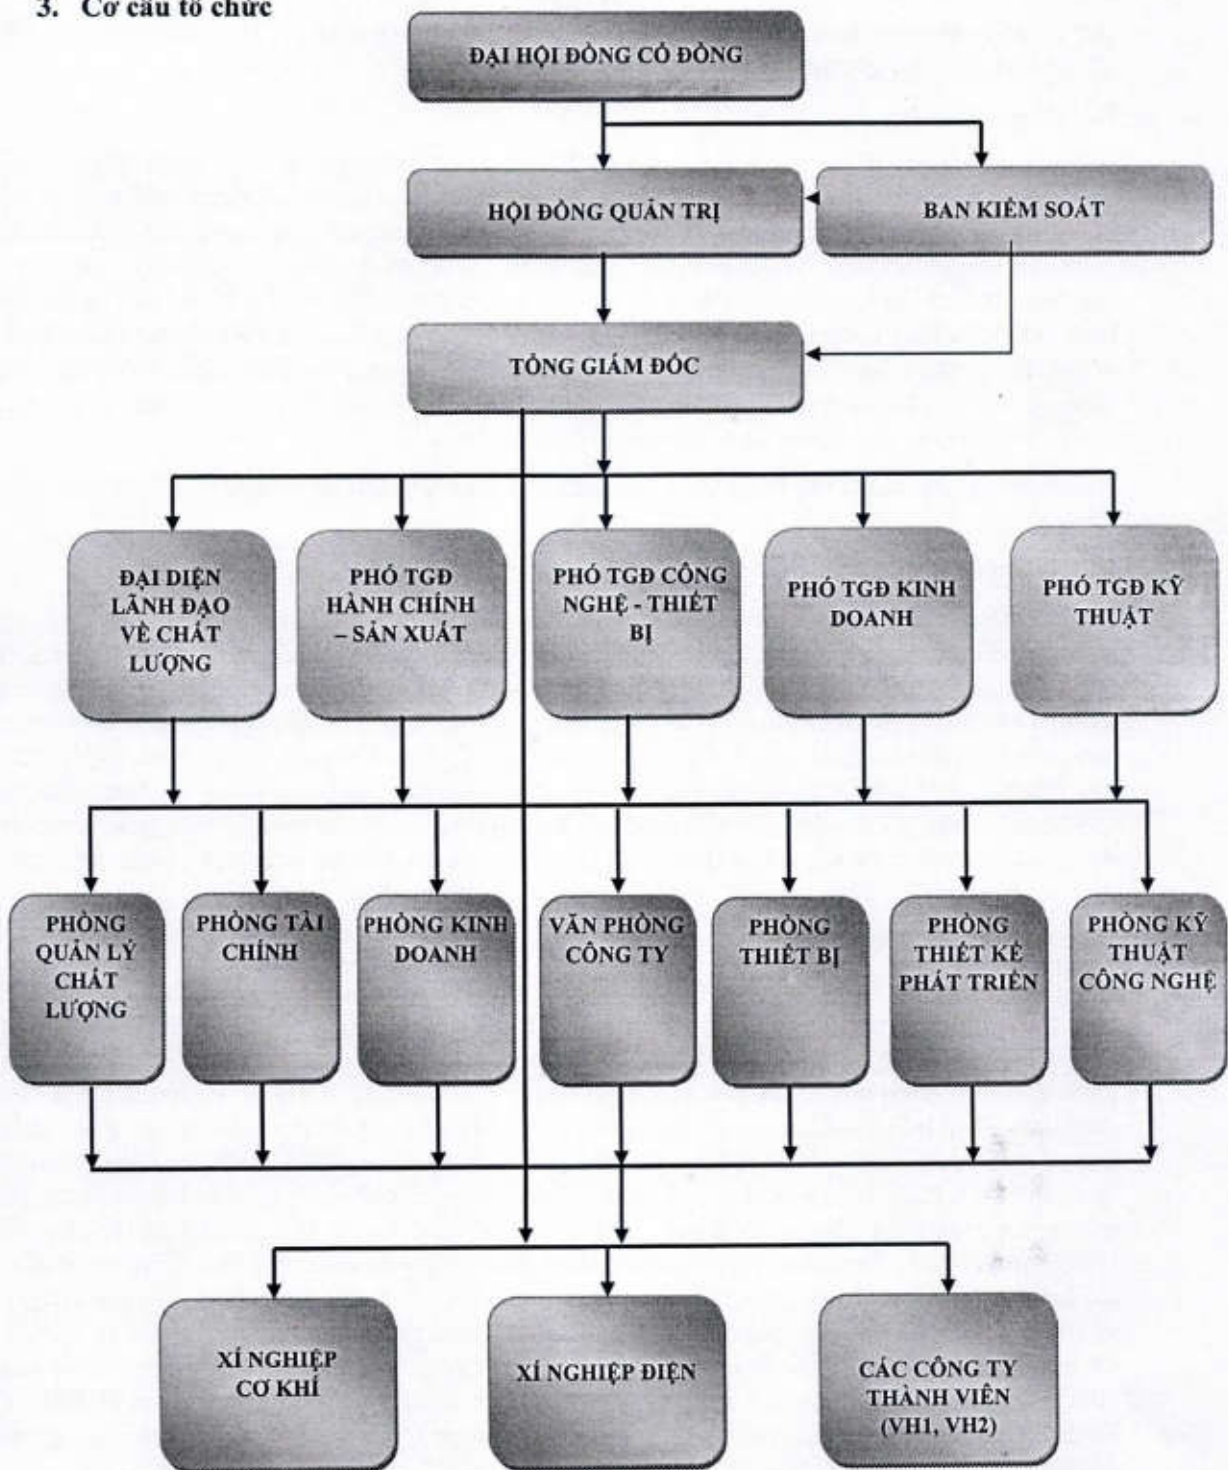 3. Cơ cấu tổ chức
ĐẠI HỘI ĐỒNG CỔ ĐÔNG
HỘI ĐỒNG QUẢN TRỊ
BAN KIỂM SOÁT
TỔNG GIÁM ĐỐC
ĐẠI DIỆN
LÃNH ĐẠO
VỀ CHẤT
LƯỢNG
PHÓ TGĐ
HÀNH CHÍNH
– SẢN XUẤT
PHÓ TGĐ CÔNG
NGHỆ - THIẾT
BỊ
PHÓ TGĐ KINH
DOANH
PHÓ TGĐ KỸ
THUẬT
PHÒNG
QUẢN LÝ
CHẤT
LƯỢNG
PHÒNG TÀI
CHÍNH
PHÒNG KINH
DOANH
VĂN PHÒNG
CÔNG TY
PHÒNG
THIẾT BỊ
PHÒNG
THIẾT KẾ
PHÁT TRIỂN
PHÒNG KỸ
THUẬT
CÔNG NGHỆ
XÍ NGHIỆP
CƠ KHÍ
XÍ NGHIỆP ĐIỆN
CÁC CÔNG TY
THÀNH VIÊN
(VH1, VH2)